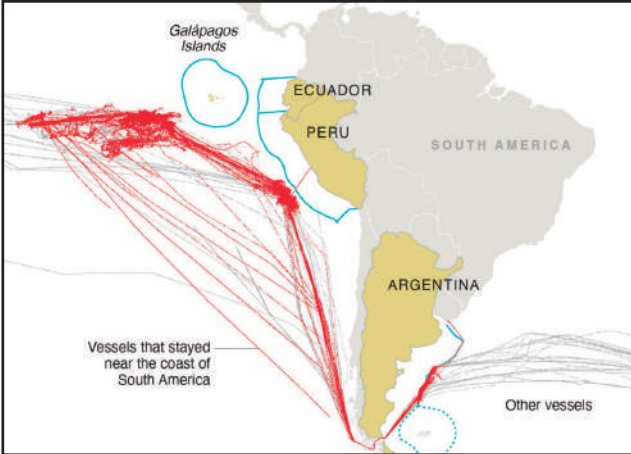 Galápagos
Islands
ECUADOR
PERU
SOUTH AMERICA
ARGENTINA
Vessels that stayed
near the coast of
South America
Other vessels